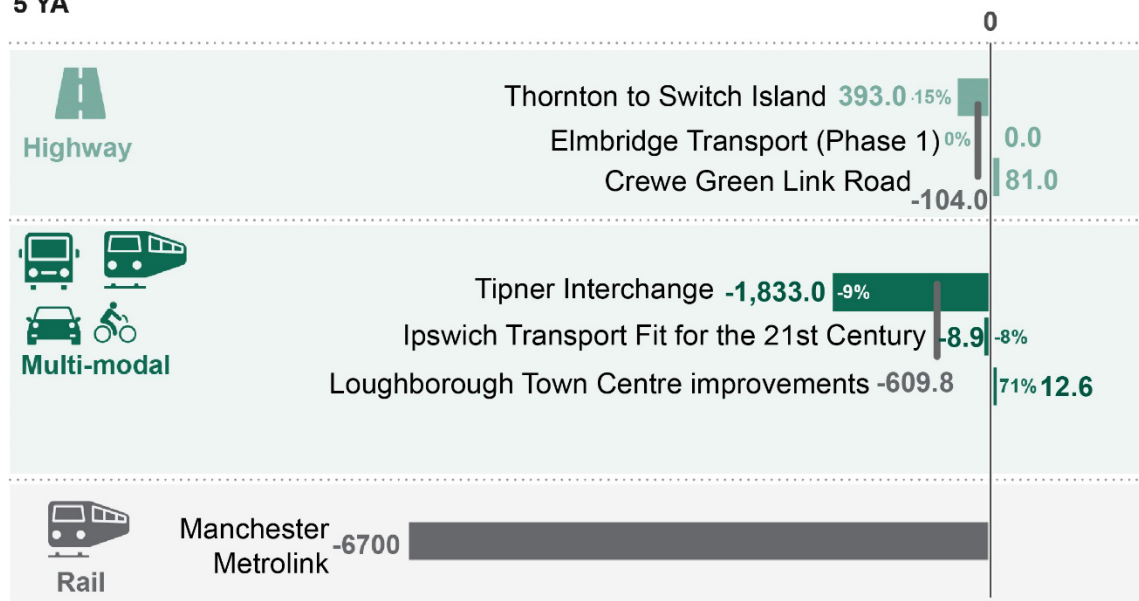 5 YA
0
Highway
Thornton to Switch Island 393.0 -15%
Elmbridge Transport (Phase 1) 0% 0.0
Crewe Green Link Road 81.0
-104.0
Multi-modal
Tipner Interchange -1,833.0 -9%
Ipswich Transport Fit for the 21st Century -8.9 -8%
Loughborough Town Centre improvements -609.8 71% 12.6
Rail
Manchester -6700
Metrolink